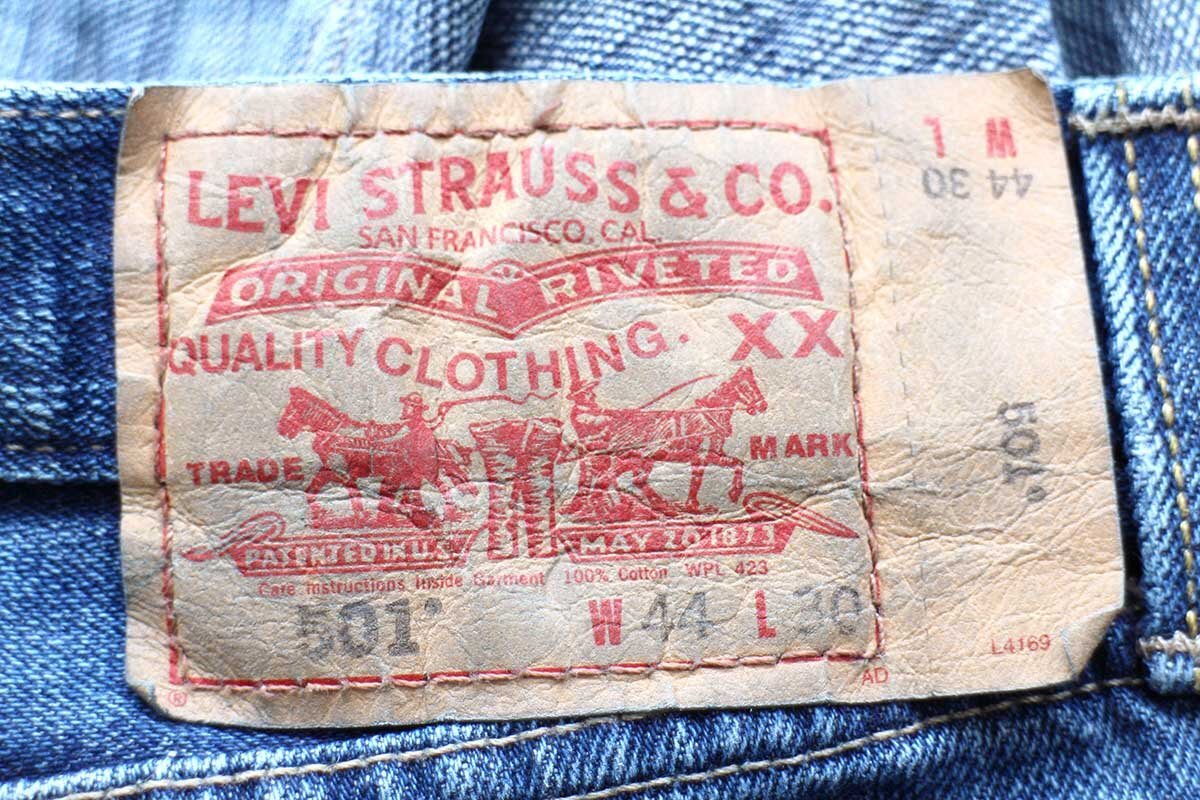 LEVI STRAUSS & CO.
SAN FRANCISCO, CAL.
ORIGINAL RIVETED
QUALITY CLOTHING. XX
TRADE MARK
PATENTED IN U.S. MAY 20 1873
Care instructions Inside Garment 100% Cotton WPL 423
501° W 44 L 30
®
AD
W L
44 30
501°
L4169